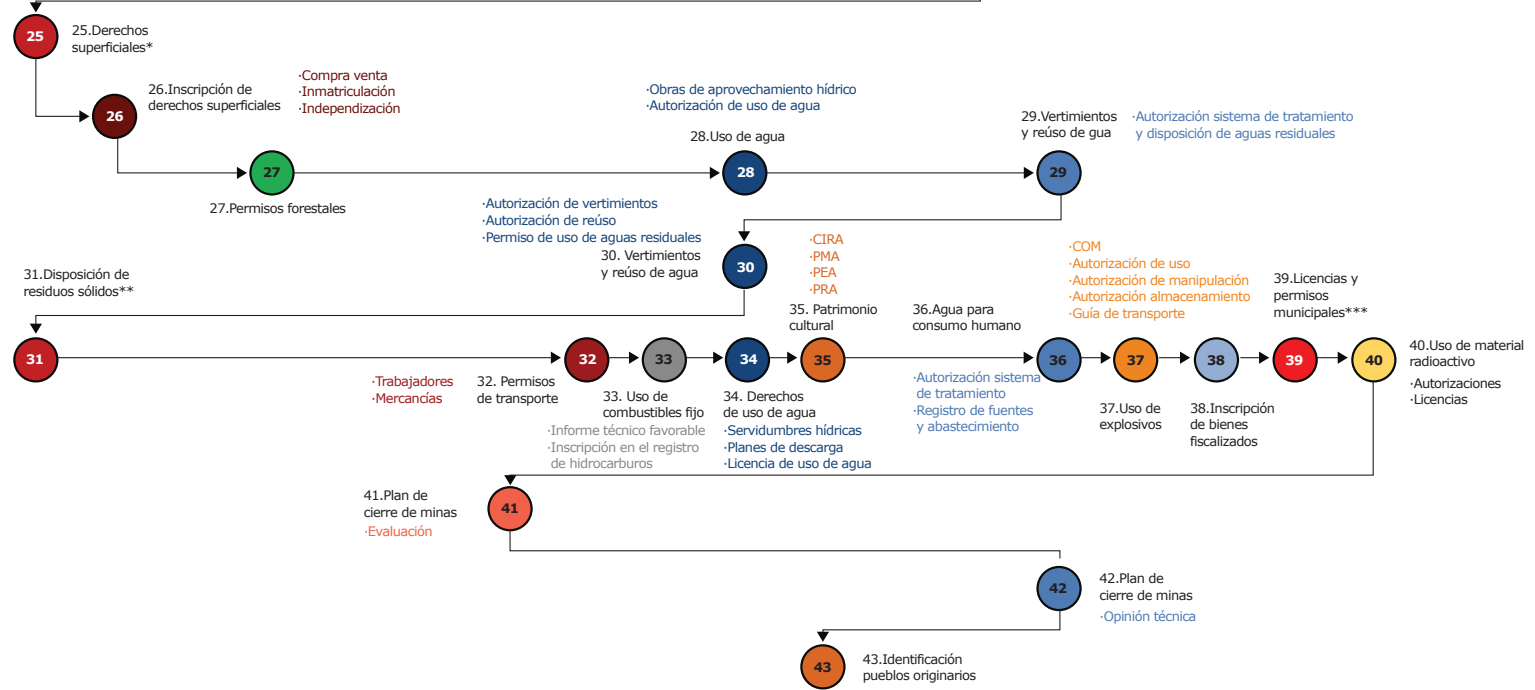 25
25.Derechos
superficiales*
26
26.Inscripción de
derechos superficiales
·Compra venta
·Inmatriculación
·Independización
27
27.Permisos forestales
·Obras de aprovechamiento hídrico
·Autorización de uso de agua
28.Uso de agua
28
29.Vertimientos
y reúso de gua
·Autorización sistema de tratamiento
y disposición de aguas residuales
29
·Autorización de vertimientos
·Autorización de reúso
·Permiso de uso de aguas residuales
30. Vertimientos
y reúso de agua
30
31.Disposición de
residuos sólidos**
31
·Trabajadores
·Mercancías
32
32. Permisos
de transporte
33
33. Uso de
combustibles fijo
·Informe técnico favorable
·Inscripción en el registro
de hidrocarburos
34
34. Derechos
de uso de agua
·Servidumbres hídricas
·Planes de descarga
·Licencia de uso de agua
·CIRA
·PMA
·PEA
·PRA
35. Patrimonio
cultural
35
36.Agua para
consumo humano
36
·Autorización sistema
de tratamiento
·Registro de fuentes
y abastecimiento
·COM
·Autorización de uso
·Autorización de manipulación
·Autorización almacenamiento
·Guía de transporte
37
37.Uso de
explosivos
38
38.Inscripción
de bienes
fiscalizados
39.Licencias y
permisos
municipales***
39
40
40.Uso de material
radioactivo
·Autorizaciones
·Licencias
41.Plan de
cierre de minas
·Evaluación
41
42
42.Plan de
cierre de minas
·Opinión técnica
43
43.Identificación
pueblos originarios